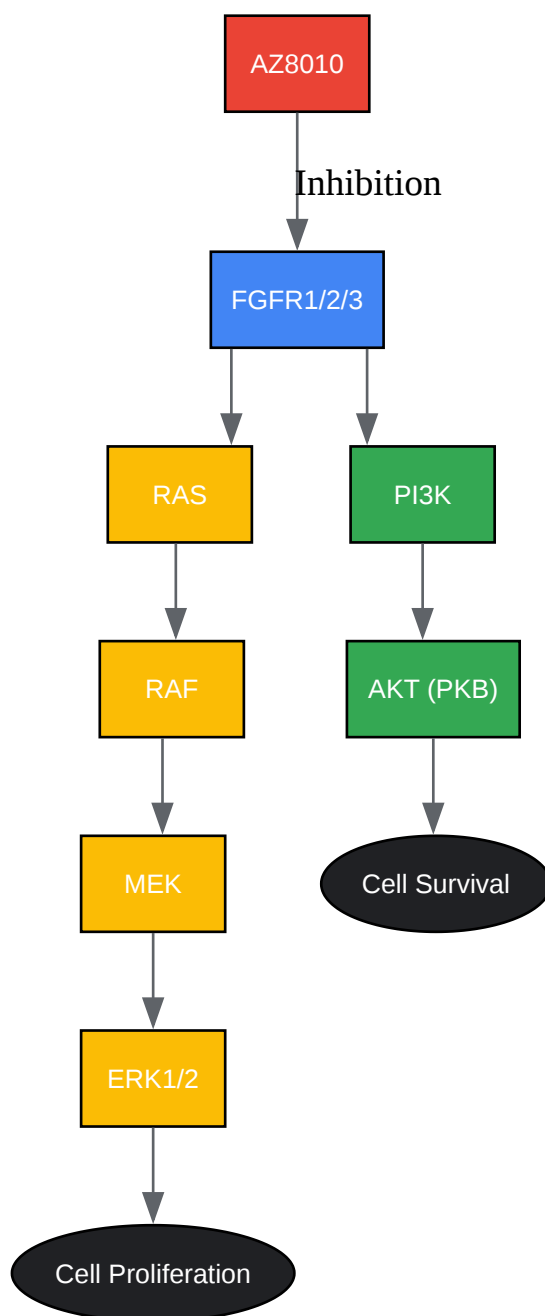 AZ8010
Inhibition
FGFR1/2/3
RAS
PI3K
RAF
AKT (PKB)
MEK
Cell Survival
ERK1/2
Cell Proliferation